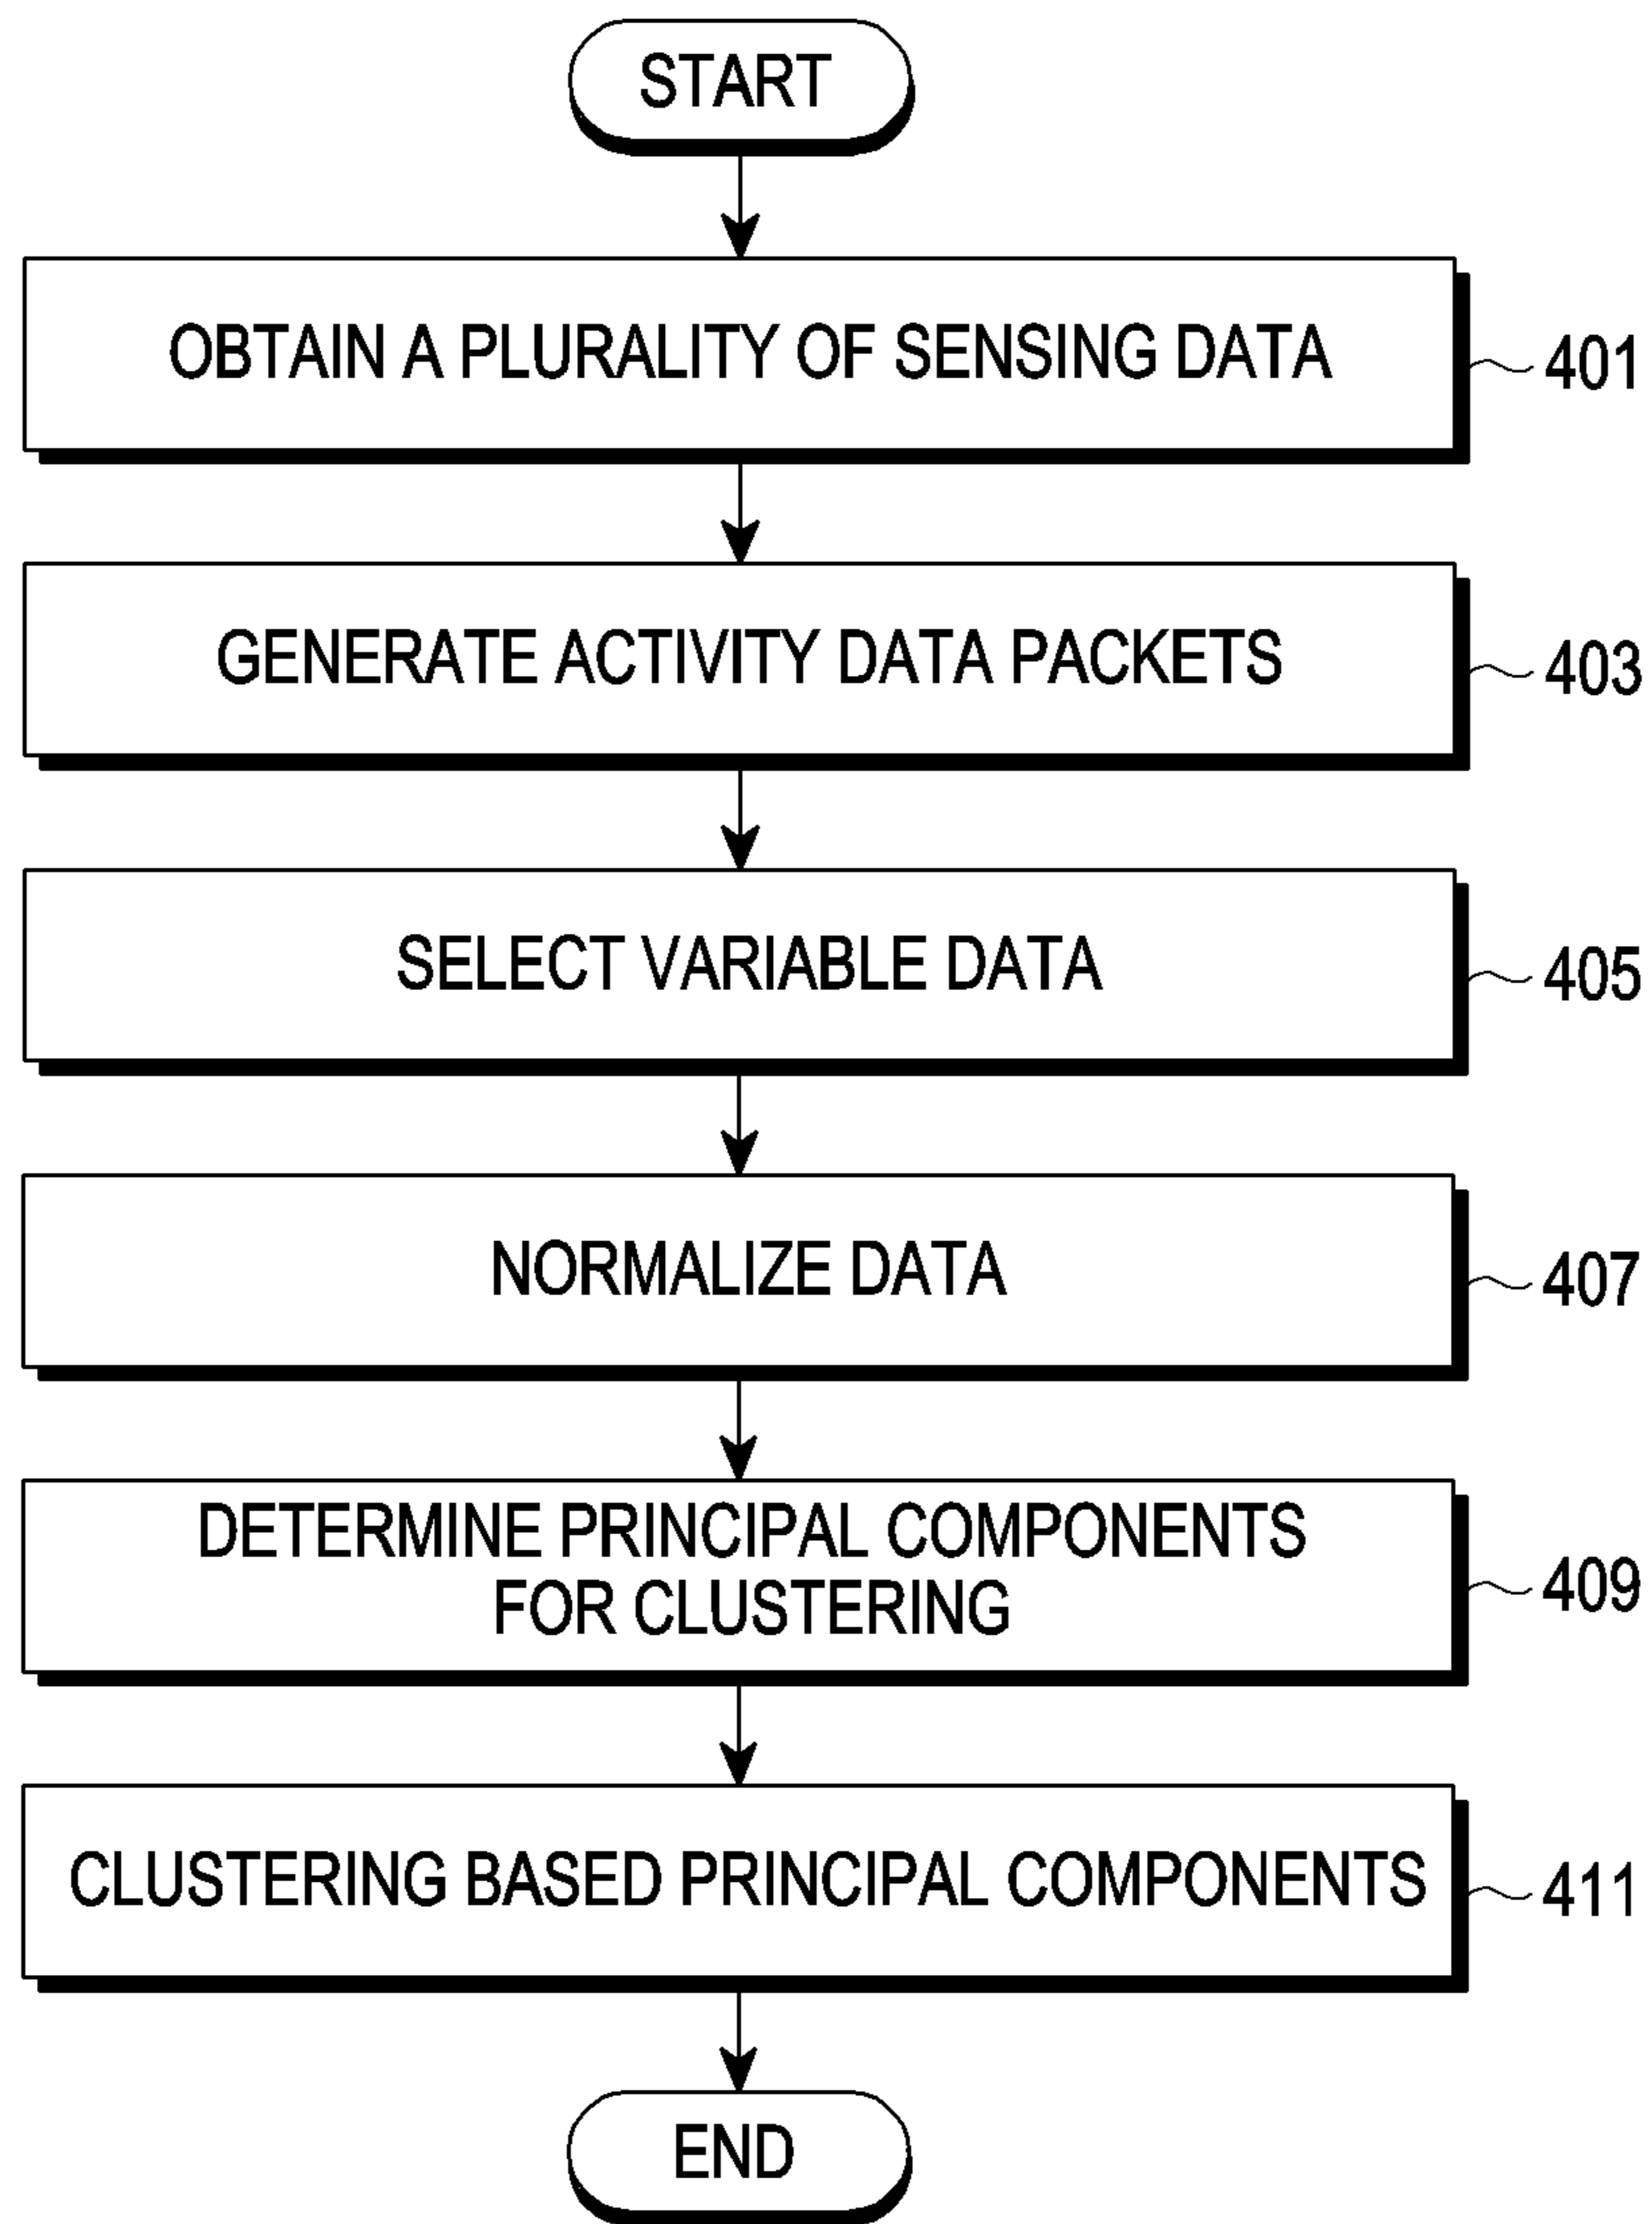 START
OBTAIN A PLURALITY OF SENSING DATA
401
GENERATE ACTIVITY DATA PACKETS
403
SELECT VARIABLE DATA
405
NORMALIZE DATA
407
DETERMINE PRINCIPAL COMPONENTS
FOR CLUSTERING
409
CLUSTERING BASED PRINCIPAL COMPONENTS
411
END